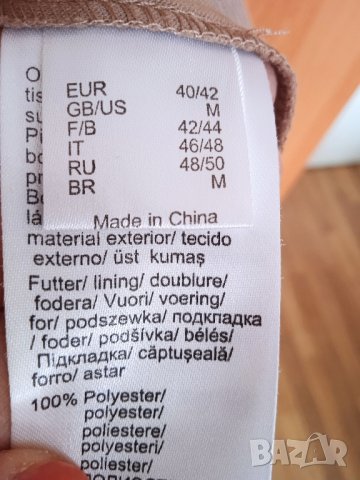 EUR 40/42
GB/US M
F/B 42/44
IT 46/48
RU 48/50
BR M
Made in China
material exterior/ tecido
externo/ üst kumaş
Futter/ lining/ doublure/
fodera/ Vuori/ voering/
for/ podszewka/ подкладка
/ foder/ podšívka/ bélés/
Підкладка/ căptușeală/
forro/ astar
100% Polyester/
polyester/
poliestere/
polyesteri/
polyester/
BAZAR